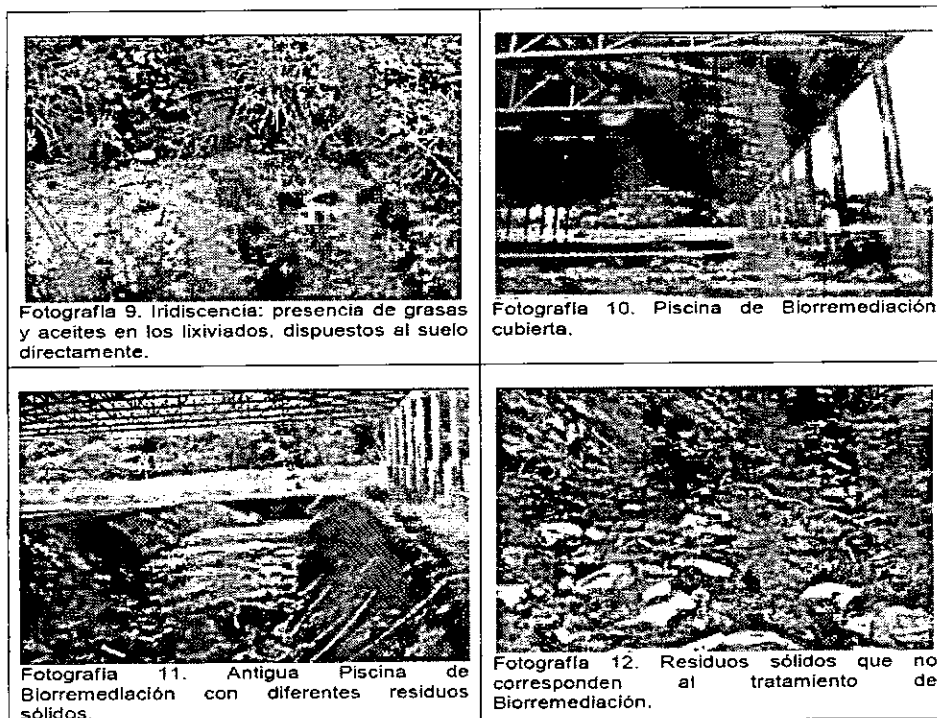 Fotografía 9. Iridiscencia: presencia de grasas
y aceites en los lixiviados, dispuestos al suelo
directamente.
Fotografía 10. Piscina de Biorremediación
cubierta.
Fotografía 11. Antigua Piscina de
Biorremediación con diferentes residuos
sólidos.
Fotografía 12. Residuos sólidos que no
corresponden al tratamiento de
Biorremediación.